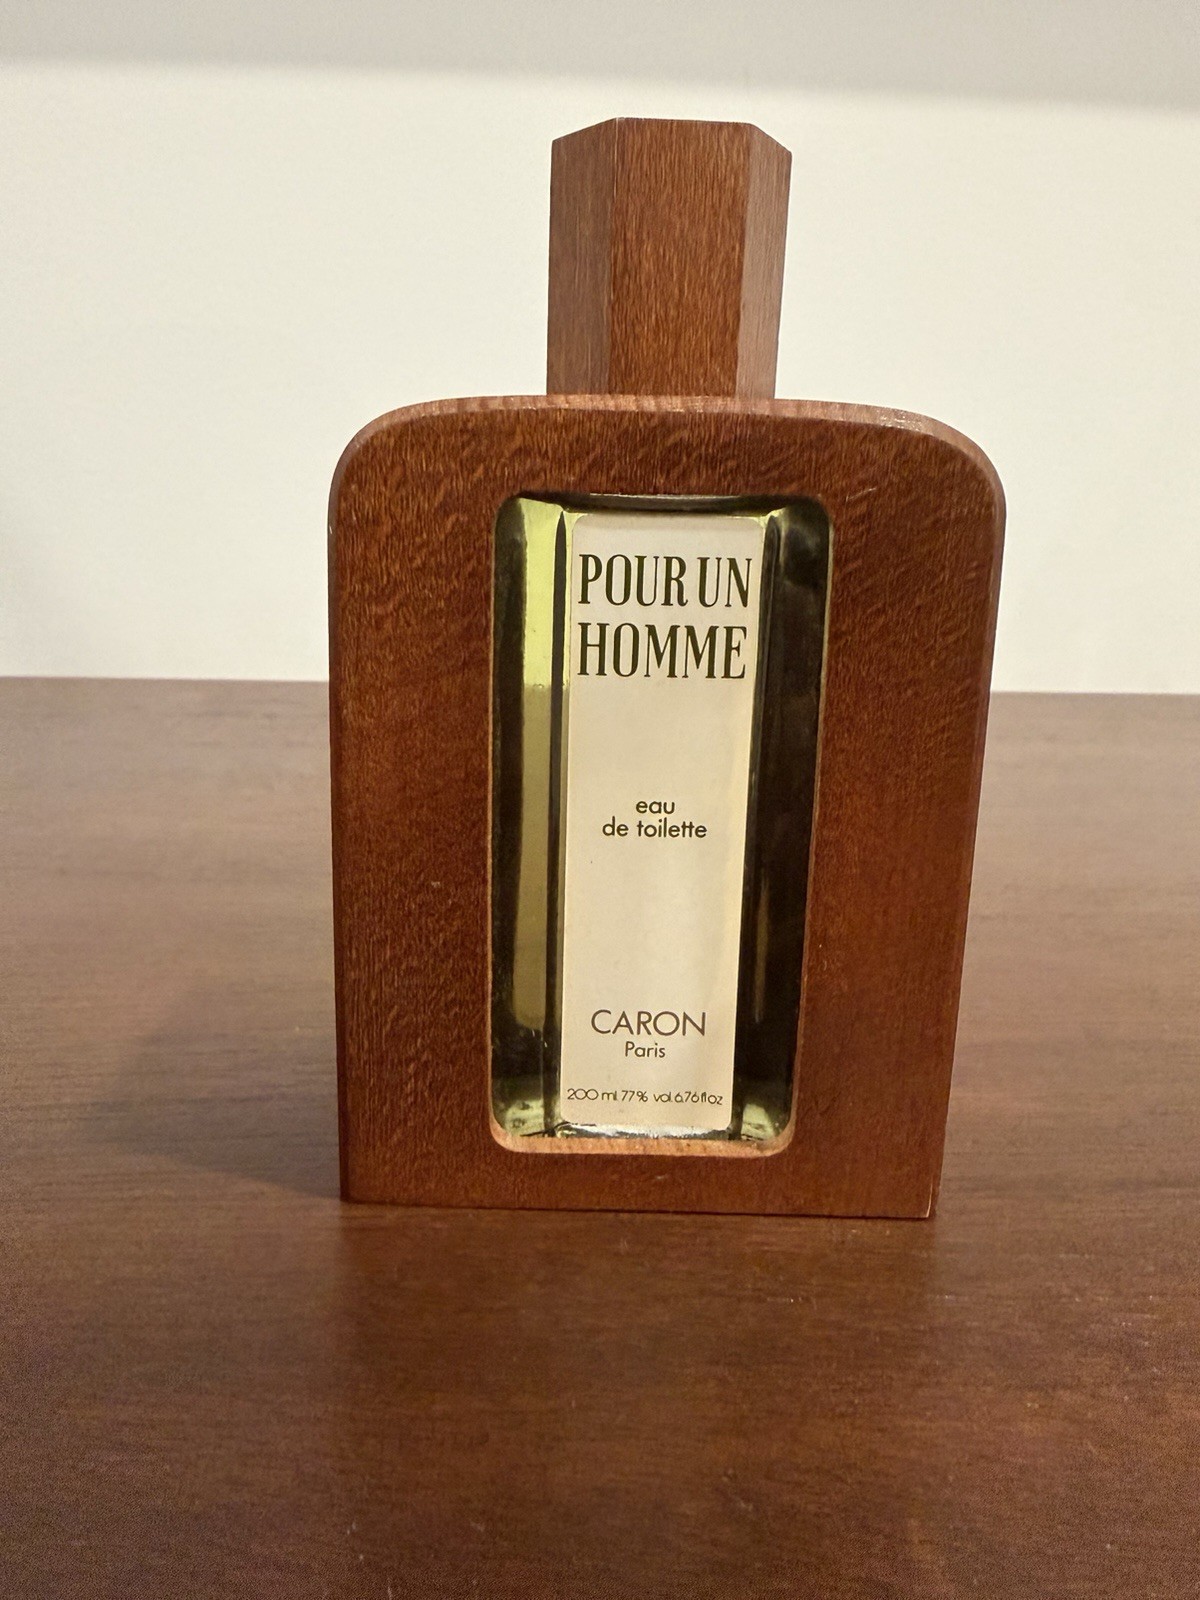 POUR UN
HOMME
eau
de toilette
CARON
Paris
200 ml 77% vol.6.76 fl oz